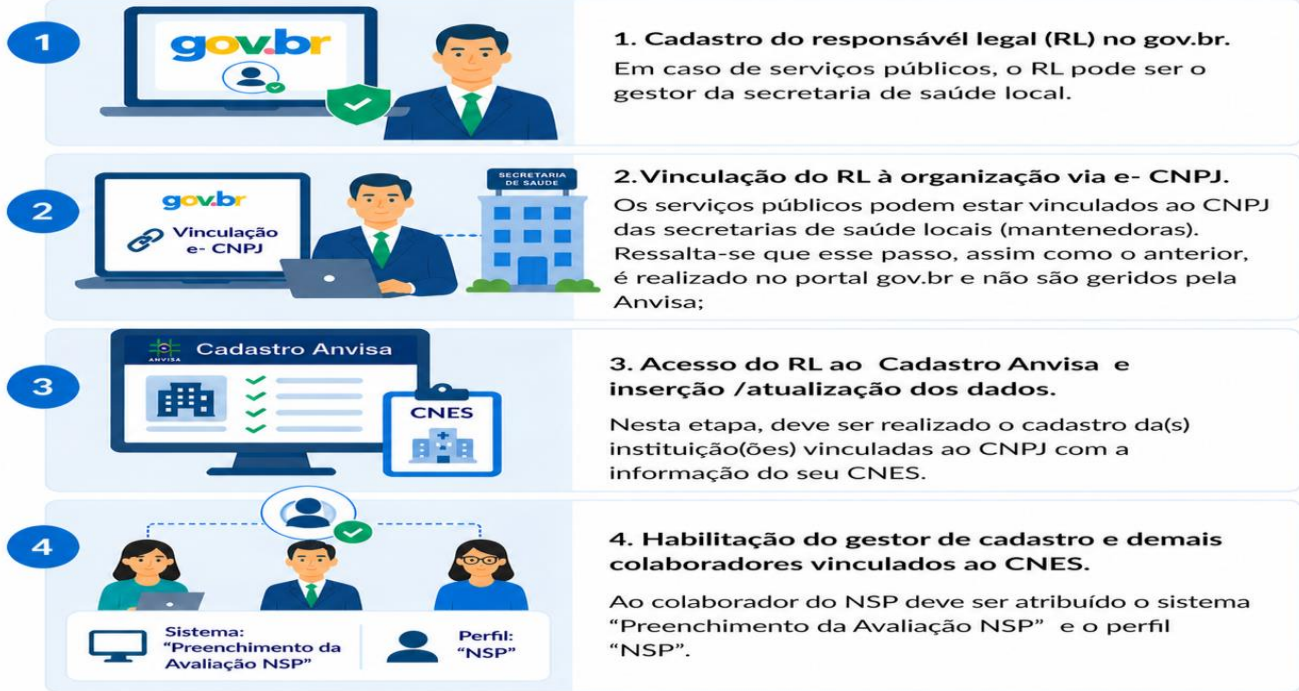 1
gov.br
1. Cadastro do responsávél legal (RL) no gov.br.
Em caso de serviços públicos, o RL pode ser o
gestor da secretaria de saúde local.
2
gov.br
Vinculação
e- CNPJ
SECRETARIA
DE SAUDE
2. Vinculação do RL à organização via e- CNPJ.
Os serviços públicos podem estar vinculados ao CNPJ
das secretarias de saúde locais (mantenedoras).
Ressalta-se que esse passo, assim como o anterior,
é realizado no portal gov.br e não são geridos pela
Anvisa;
3
ANVISA
Cadastro Anvisa
CNES
3. Acesso do RL ao Cadastro Anvisa e
inserção /atualização dos dados.
Nesta etapa, deve ser realizado o cadastro da(s)
instituição(ões) vinculadas ao CNPJ com a
informação do seu CNES.
4
Sistema:
"Preenchimento da
Avaliação NSP"
Perfil:
"NSP"
4. Habilitação do gestor de cadastro e demais
colaboradores vinculados ao CNES.
Ao colaborador do NSP deve ser atribuído o sistema
"Preenchimento da Avaliação NSP" e o perfil
"NSP".